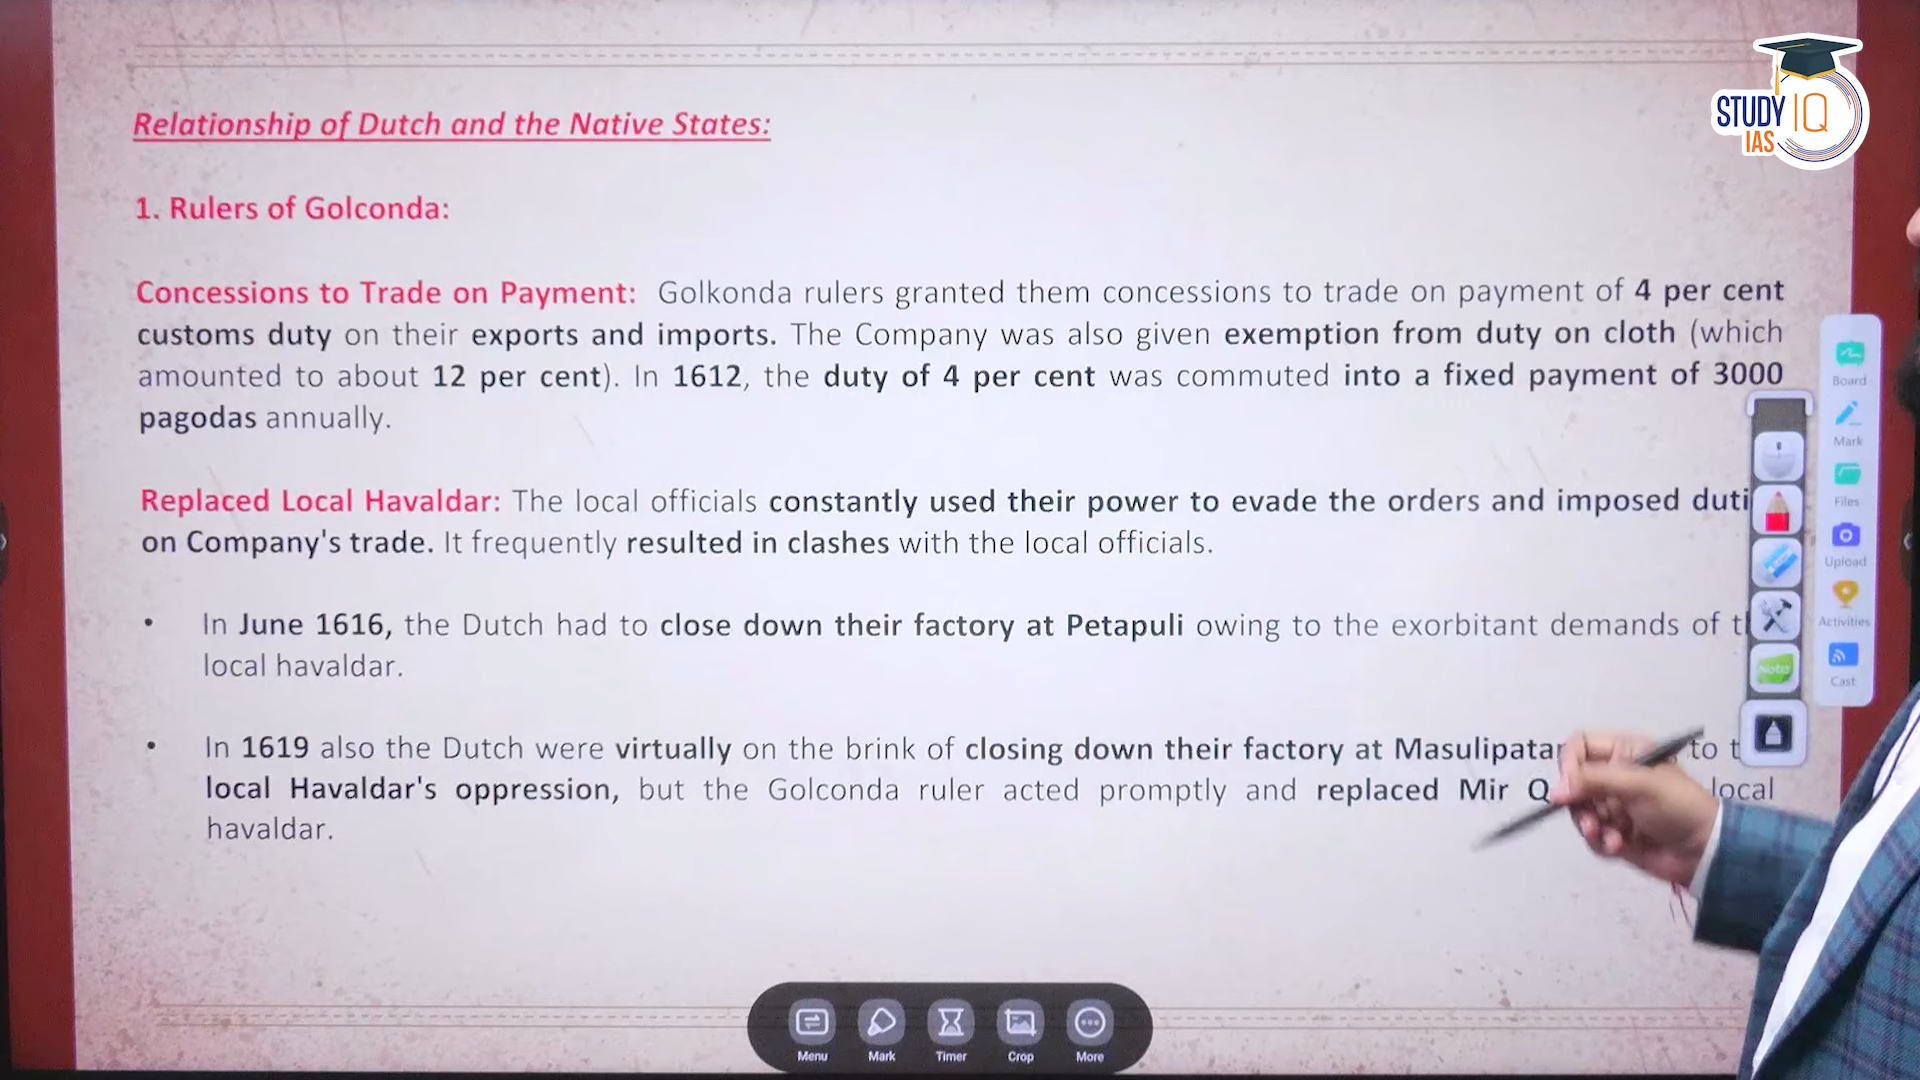 STUDY IQ
IAS
Relationship of Dutch and the Native States:
1. Rulers of Golconda:
Concessions to Trade on Payment: Golkonda rulers granted them concessions to trade on payment of 4 per cent
customs duty on their exports and imports. The Company was also given exemption from duty on cloth (which
amounted to about 12 per cent). In 1612, the duty of 4 per cent was commuted into a fixed payment of 3000
pagodas annually.
Replaced Local Havaldar: The local officials constantly used their power to evade the orders and imposed duti
on Company's trade. It frequently resulted in clashes with the local officials.
• In June 1616, the Dutch had to close down their factory at Petapuli owing to the exorbitant demands of t
local havaldar.
• In 1619 also the Dutch were virtually on the brink of closing down their factory at Masulipata to t
local Havaldar's oppression, but the Golconda ruler acted promptly and replaced Mir Q local
havaldar.
Board
Mark
Files
Upload
Activities
Cast
Note
Menu
Mark
Timer
Crop
More